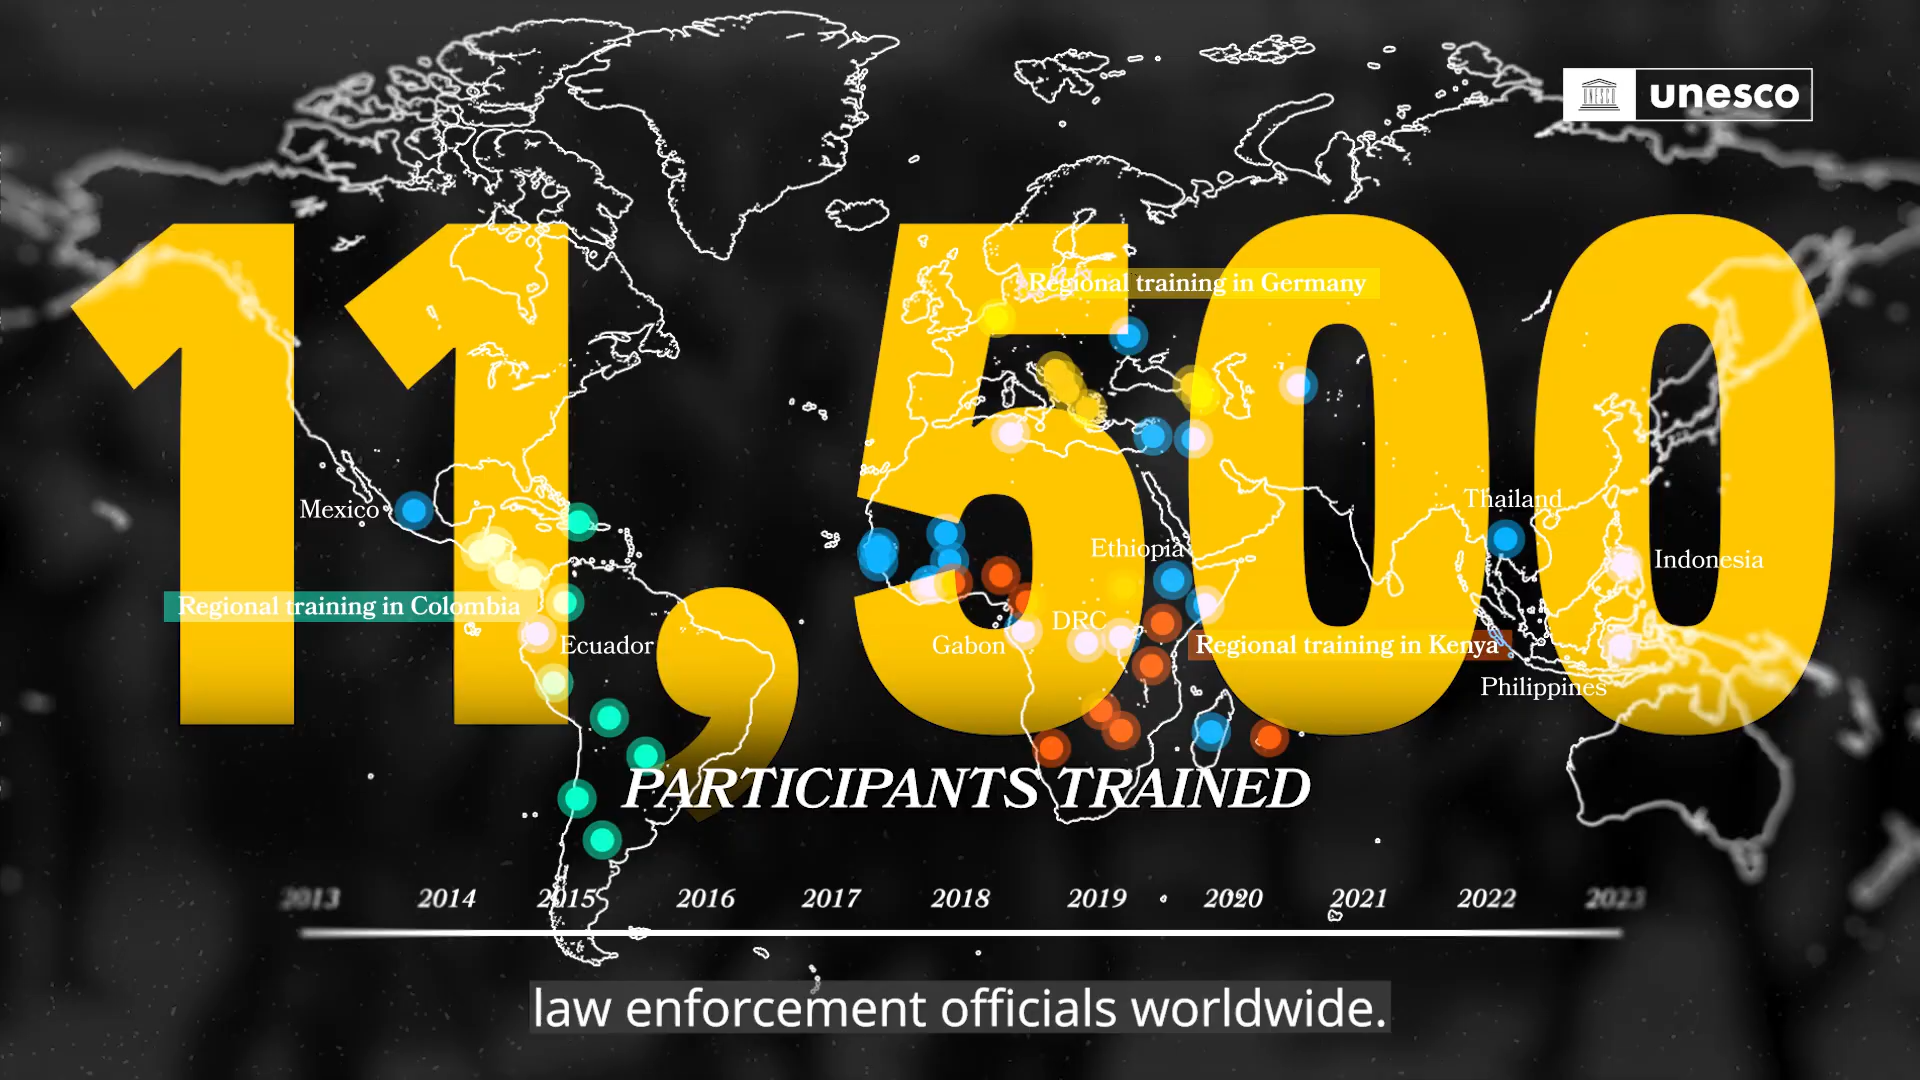 UNESCO
unesco
11,500
Regional training in Germany
Mexico
Thailand
Ethiopia
Indonesia
Regional training in Colombia
DRC
Ecuador
Gabon
Regional training in Kenya
Philippines
PARTICIPANTS TRAINED
2013 2014 2015 2016 2017 2018 2019 2020 2021 2022 2023
law enforcement officials worldwide.